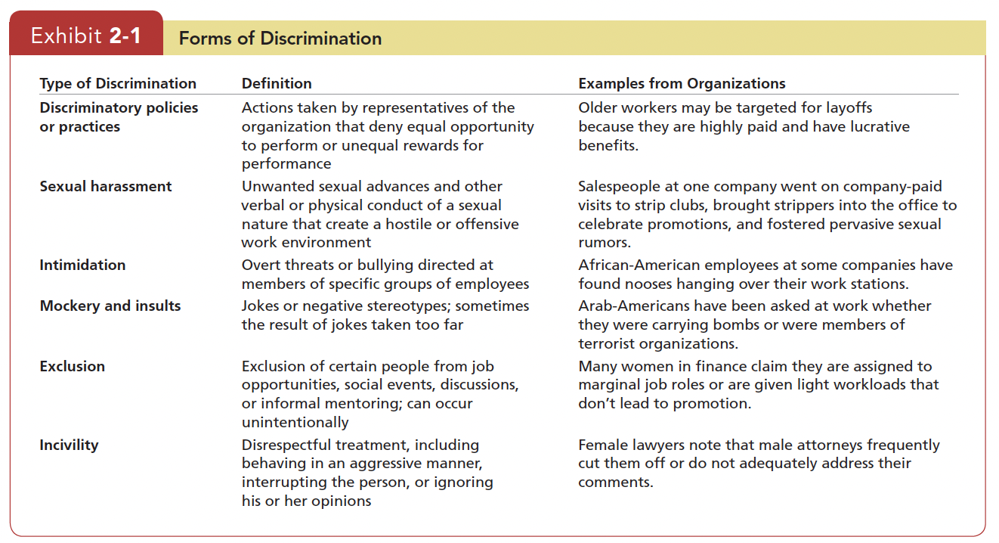 Exhibit 2-1
Forms of Discrimination
Type of Discrimination
Definition
Examples from Organizations
Discriminatory policies
or practices
Actions taken by representatives of the
organization that deny equal opportunity
to perform or unequal rewards for
performance
Older workers may be targeted for layoffs
because they are highly paid and have lucrative
benefits.
Sexual harassment
Unwanted sexual advances and other
verbal or physical conduct of a sexual
nature that create a hostile or offensive
work environment
Salespeople at one company went on company-paid
visits to strip clubs, brought strippers into the office to
celebrate promotions, and fostered pervasive sexual
rumors.
Intimidation
Overt threats or bullying directed at
members of specific groups of employees
African-American employees at some companies have
found nooses hanging over their work stations.
Mockery and insults
Jokes or negative stereotypes; sometimes
the result of jokes taken too far
Arab-Americans have been asked at work whether
they were carrying bombs or were members of
terrorist organizations.
Exclusion
Exclusion of certain people from job
opportunities, social events, discussions,
or informal mentoring; can occur
unintentionally
Many women in finance claim they are assigned to
marginal job roles or are given light workloads that
don't lead to promotion.
Incivility
Disrespectful treatment, including
behaving in an aggressive manner,
interrupting the person, or ignoring
his or her opinions
Female lawyers note that male attorneys frequently
cut them off or do not adequately address their
comments.